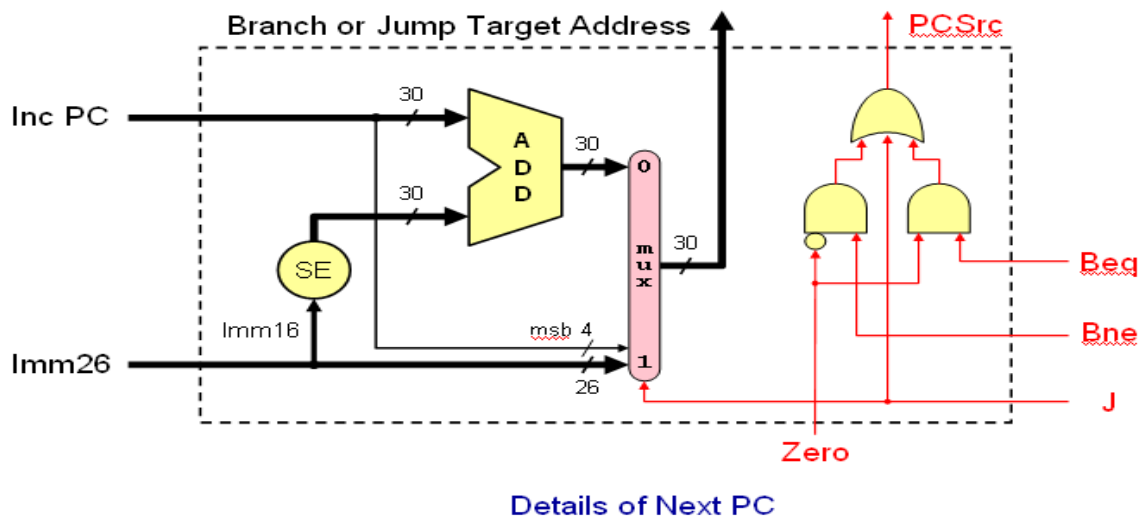 Branch or Jump Target Address
PCSrc
Inc PC
30
A
D
D
30
0
30
SE
m
u
x
30
Imm16
msb 4
Imm26
26
1
Beq
Bne
J
Zero
Details of Next PC